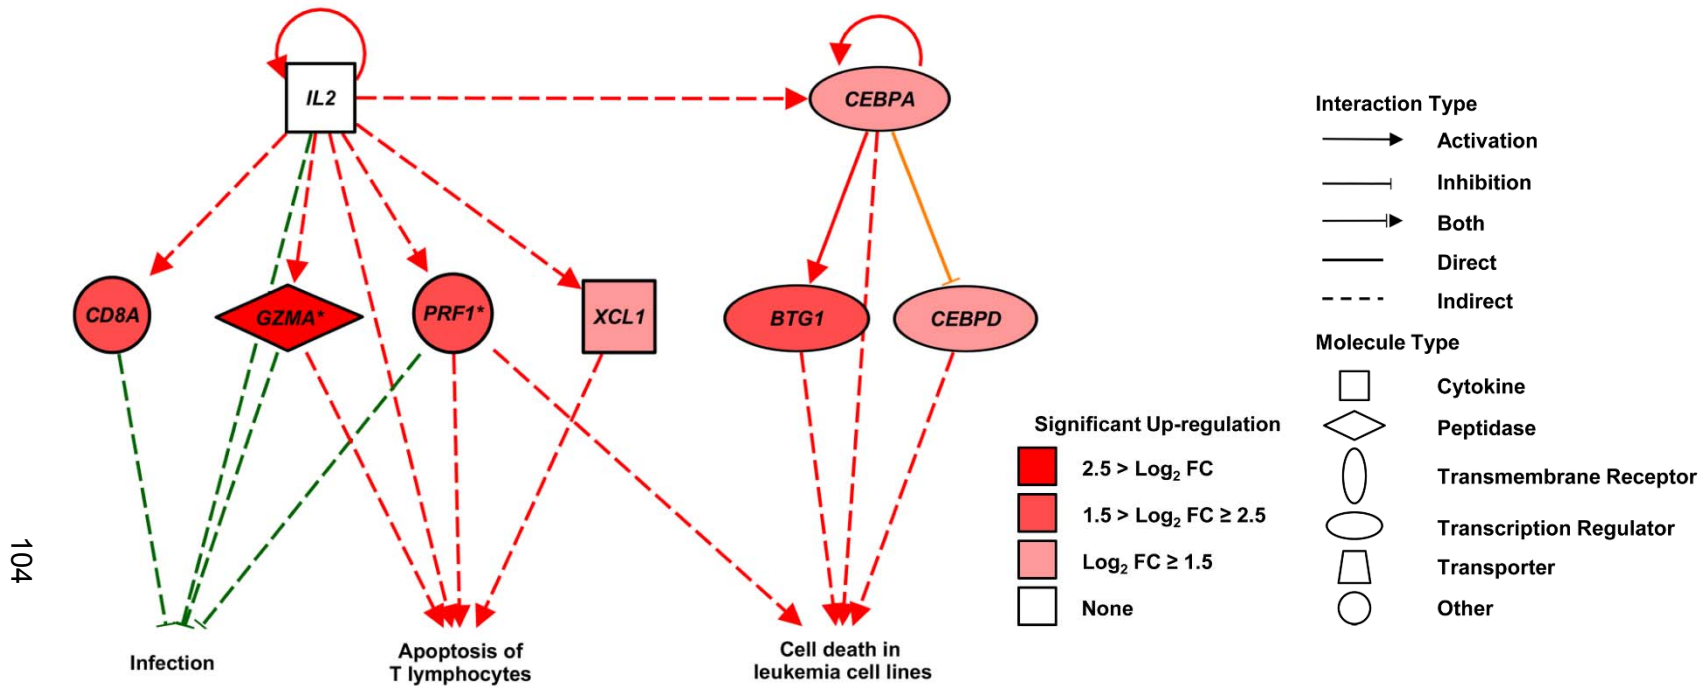 IL2
CEBPA
CD8A
GZMA*
PRF1*
XCL1
BTG1
CEBPD
Infection
Apoptosis of
T lymphocytes
Cell death in
leukemia cell lines
Significant Up-regulation
2.5 > Log₂ FC
1.5 > Log₂ FC ≥ 2.5
Log₂ FC ≥ 1.5
None
Interaction Type
Activation
Inhibition
Both
Direct
Indirect
Molecule Type
Cytokine
Peptidase
Transmembrane Receptor
Transcription Regulator
Transporter
Other
104